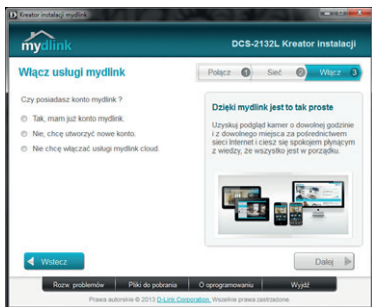 Kreator instalacji mydlink
mydlink
DCS-2132L Kreator instalacji
Włącz usługi mydlink
Połącz 1 Sieć 2 Włącz 3
Czy posiadasz konto mydlink ?
Tak, mam już konto mydlink.
Nie, chcę utworzyć nowe konto.
Nie chcę włączać usługi mydlink cloud.
Dzięki mydlink jest to tak proste
Uzyskuj podgląd kamer o dowolnej godzinie
i z dowolnego miejsca za pośrednictwem
sieci Internet i ciesz się spokojem płynącym
z wiedzy, że wszystko jest w porządku.
Wstecz
Dalej
Rozw. problemów Pliki do pobrania O oprogramowaniu Wyjdź
Prawa autorskie © 2013 D-Link Corporation. Wszelkie prawa zastrzeżone.